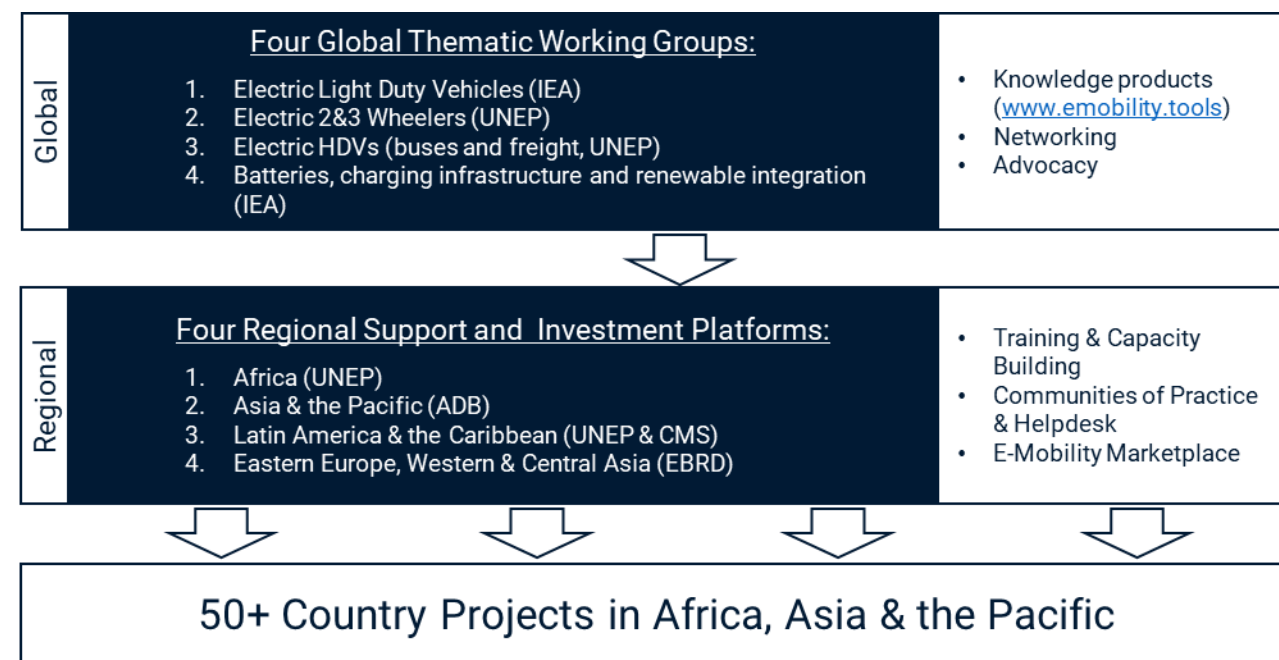 Global
Four Global Thematic Working Groups:
1. Electric Light Duty Vehicles (IEA)
2. Electric 2&3 Wheelers (UNEP)
3. Electric HDVs (buses and freight, UNEP)
4. Batteries, charging infrastructure and renewable integration
(IEA)
• Knowledge products
(www.emobility.tools)
• Networking
• Advocacy
Regional
Four Regional Support and Investment Platforms:
1. Africa (UNEP)
2. Asia & the Pacific (ADB)
3. Latin America & the Caribbean (UNEP & CMS)
4. Eastern Europe, Western & Central Asia (EBRD)
• Training & Capacity
Building
• Communities of Practice
& Helpdesk
• E-Mobility Marketplace
50+ Country Projects in Africa, Asia & the Pacific